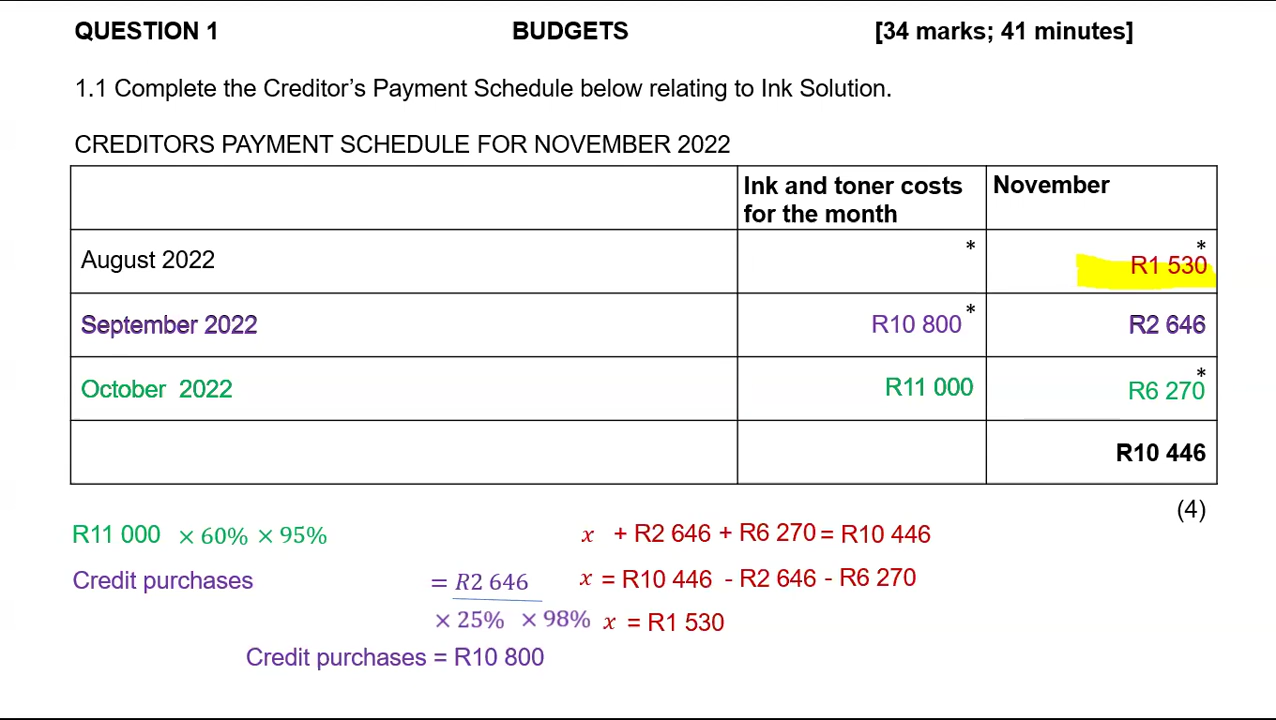 QUESTION 1 BUDGETS [34 marks; 41 minutes]
1.1 Complete the Creditor's Payment Schedule below relating to Ink Solution.
CREDITORS PAYMENT SCHEDULE FOR NOVEMBER 2022
Ink and toner costs for the month November
August 2022 * * R1 530
September 2022 R10 800 * R2 646
October 2022 R11 000 * R6 270
R10 446
(4)
R11 000 × 60% × 95% x + R2 646 + R6 270 = R10 446
Credit purchases = R2 646 x = R10 446 - R2 646 - R6 270
× 25% × 98% x = R1 530
Credit purchases = R10 800